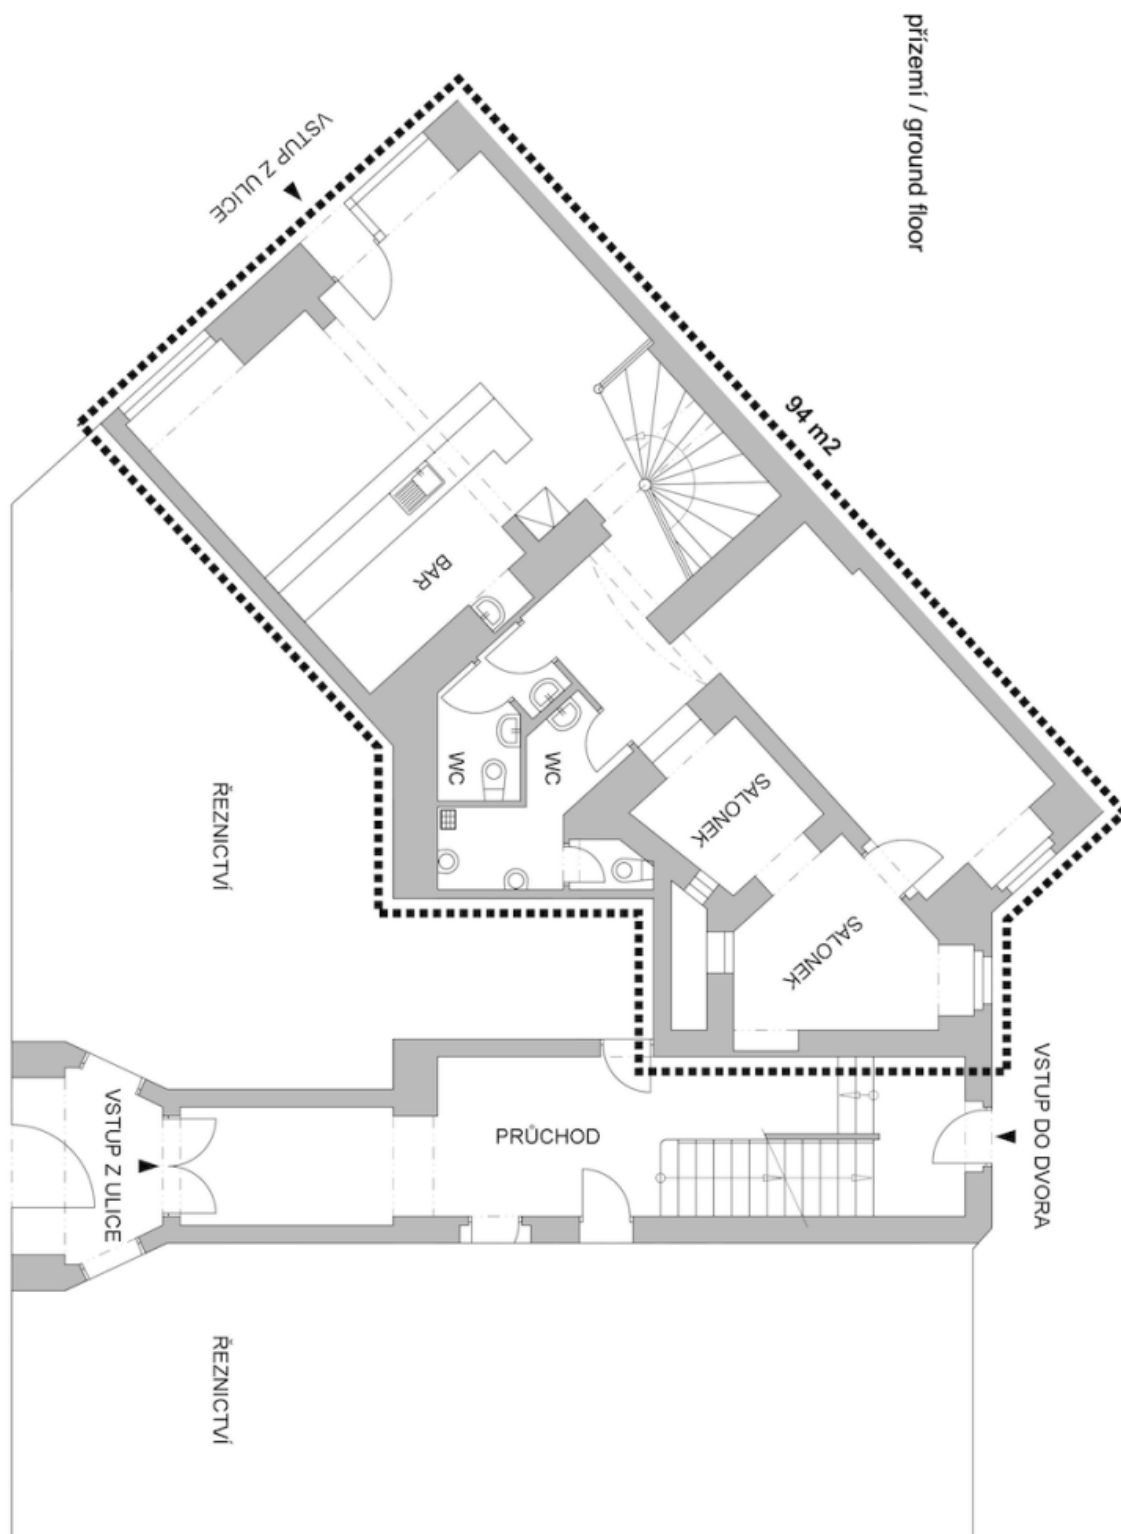 přízemí / ground floor
VSTUP Z ULICE
94 m2
BAR
WC
WC
SALONEK
SALONEK
ŘEZNICTVÍ
VSTUP DO DVORA
VSTUP Z ULICE
PRŮCHOD
ŘEZNICTVÍ